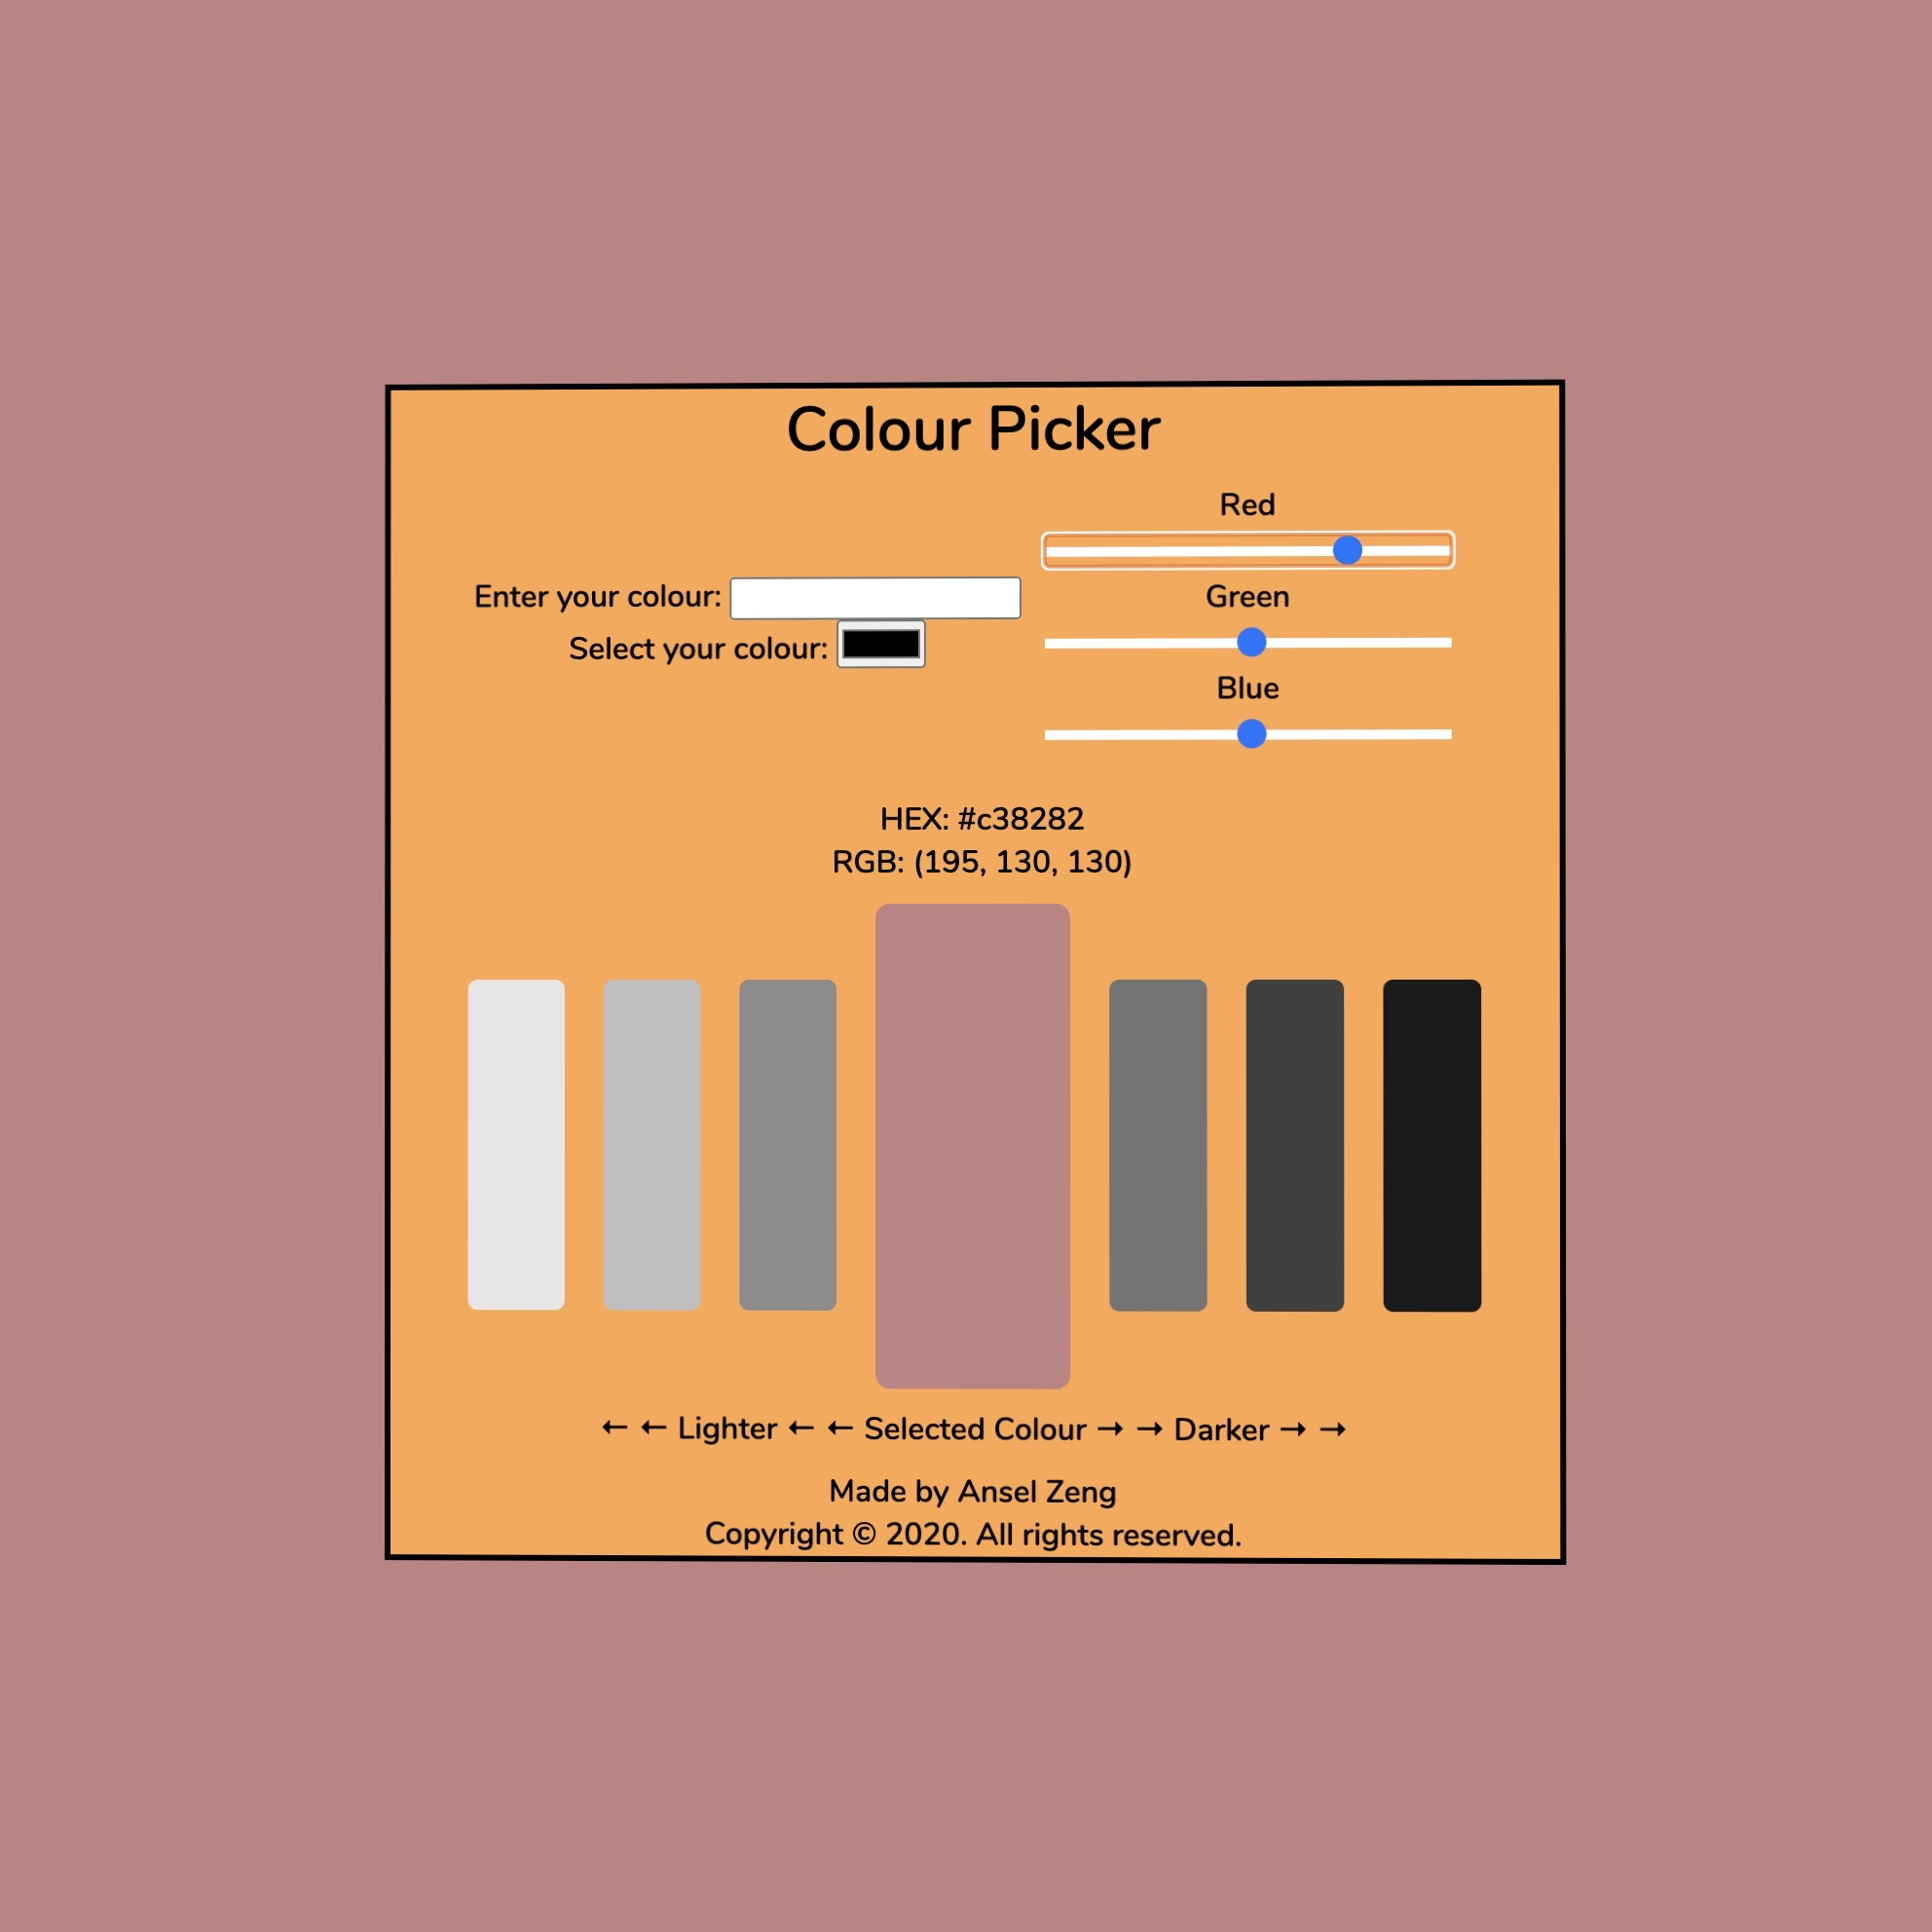 Colour Picker
Enter your colour:
Select your colour:
Red
Green
Blue
HEX: #c38282
RGB: (195, 130, 130)
← ← Lighter ← ← Selected Colour → → Darker → →
Made by Ansel Zeng
Copyright © 2020. All rights reserved.